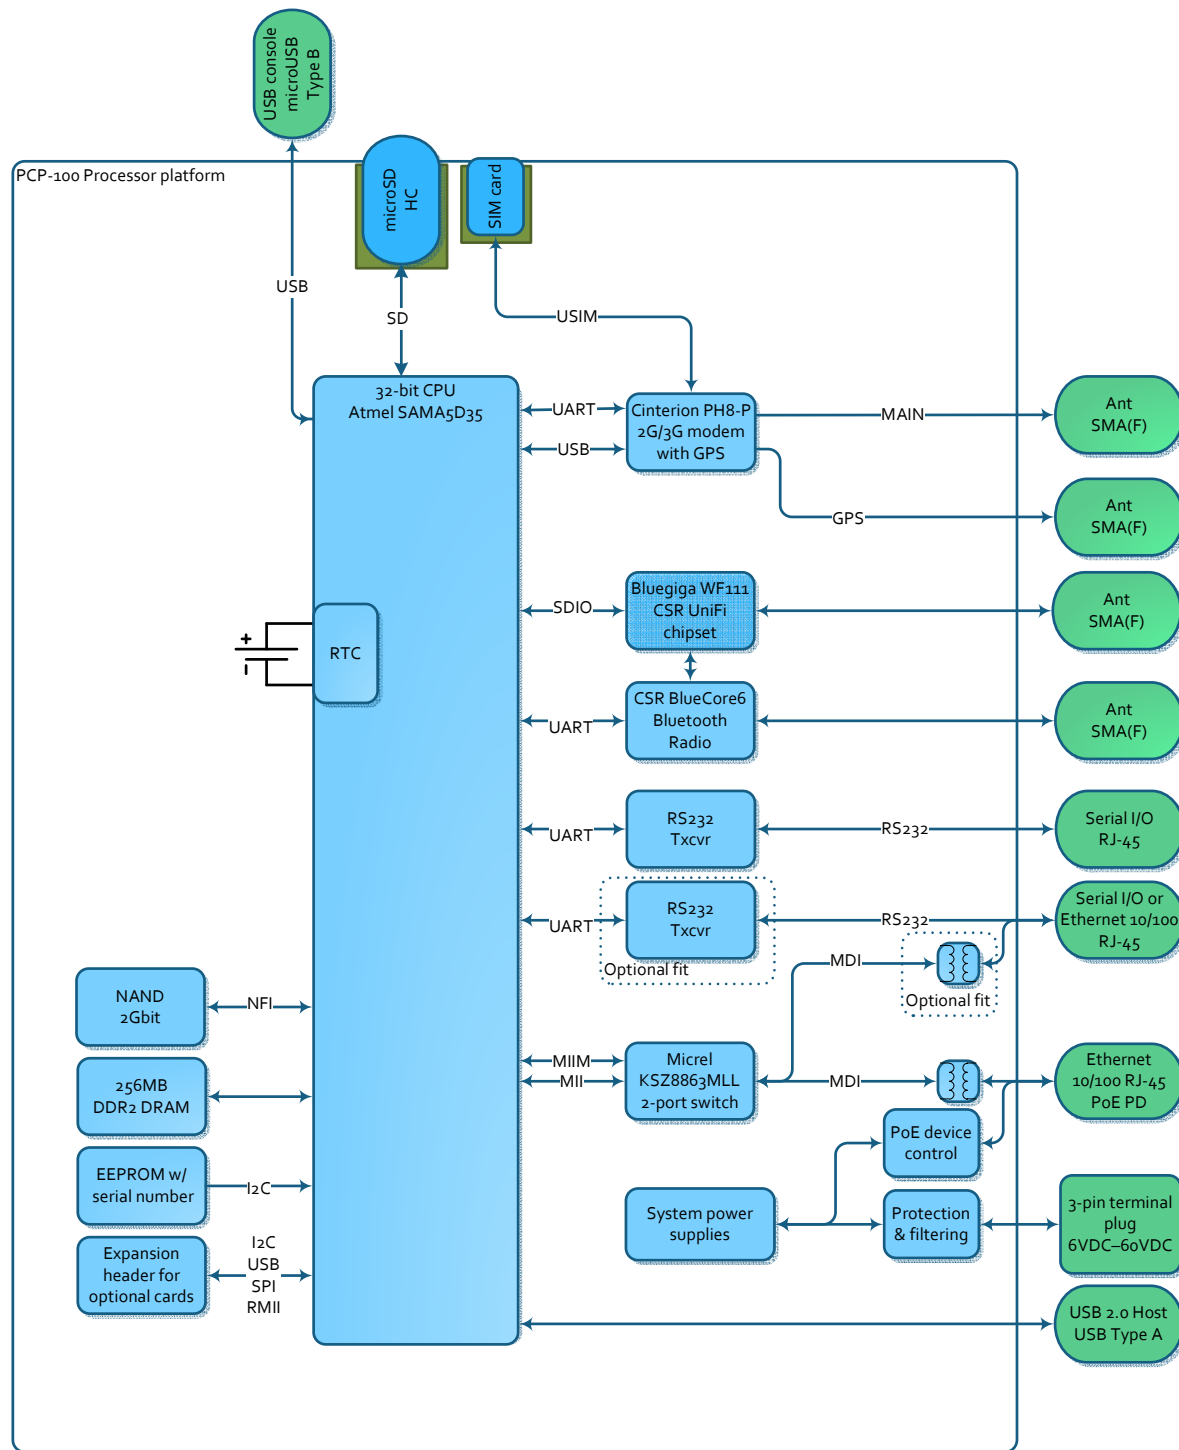 USB console
microUSB
Type B
PCP-100 Processor platform
microSD
HC
SIM card
USB
SD
USIM
32-bit CPU
Atmel SAMA5D35
UART
USB
Cinterion PH8-P
2G/3G modem
with GPS
MAIN
Ant
SMA(F)
GPS
Ant
SMA(F)
SDIO
Bluegiga WF111
CSR UniFi
chipset
Ant
SMA(F)
+
RTC
–
UART
CSR BlueCore6
Bluetooth
Radio
Ant
SMA(F)
UART
RS232
Txcvr
RS232
Serial I/O
RJ-45
UART
RS232
Txcvr
Optional fit
RS232
Serial I/O or
Ethernet 10/100
RJ-45
MDI
Optional fit
NAND
2Gbit
NFI
MIIM
MII
Micrel
KSZ8863MLL
2-port switch
MDI
Ethernet
10/100 RJ-45
PoE PD
256MB
DDR2 DRAM
PoE device
control
EEPROM w/
serial number
I2C
System power
supplies
Protection
& filtering
3-pin terminal
plug
6VDC–60VDC
Expansion
header for
optional cards
I2C
USB
SPI
RMII
USB 2.0 Host
USB Type A